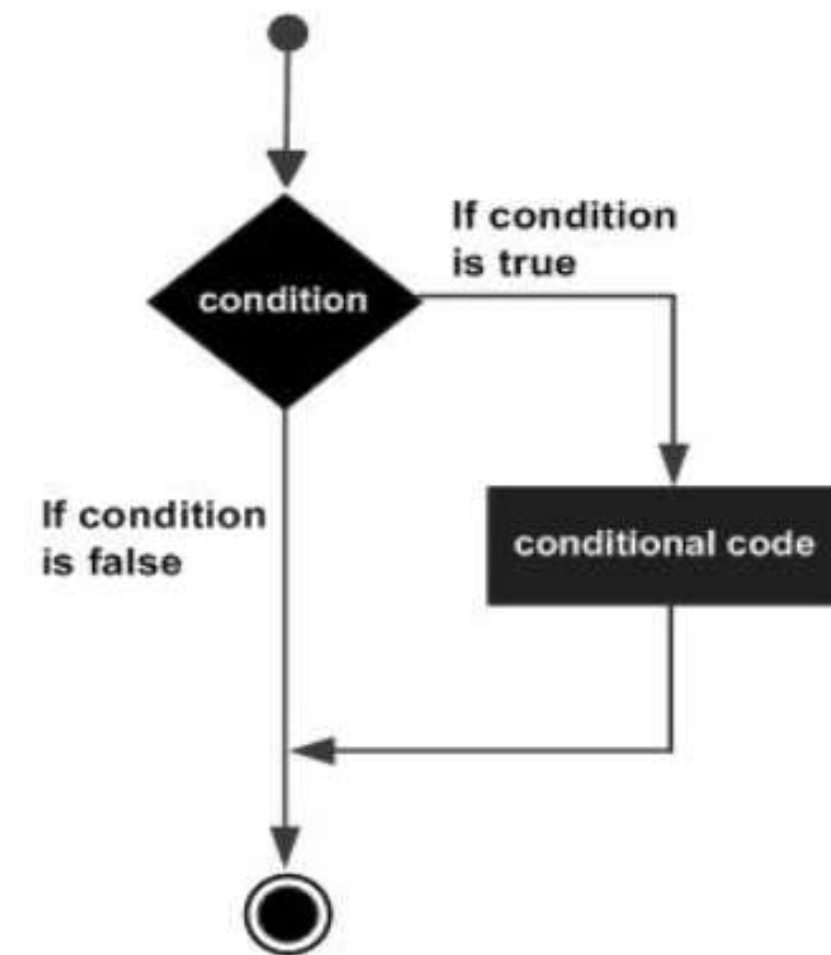 condition
If condition
is true
If condition
is false
conditional code